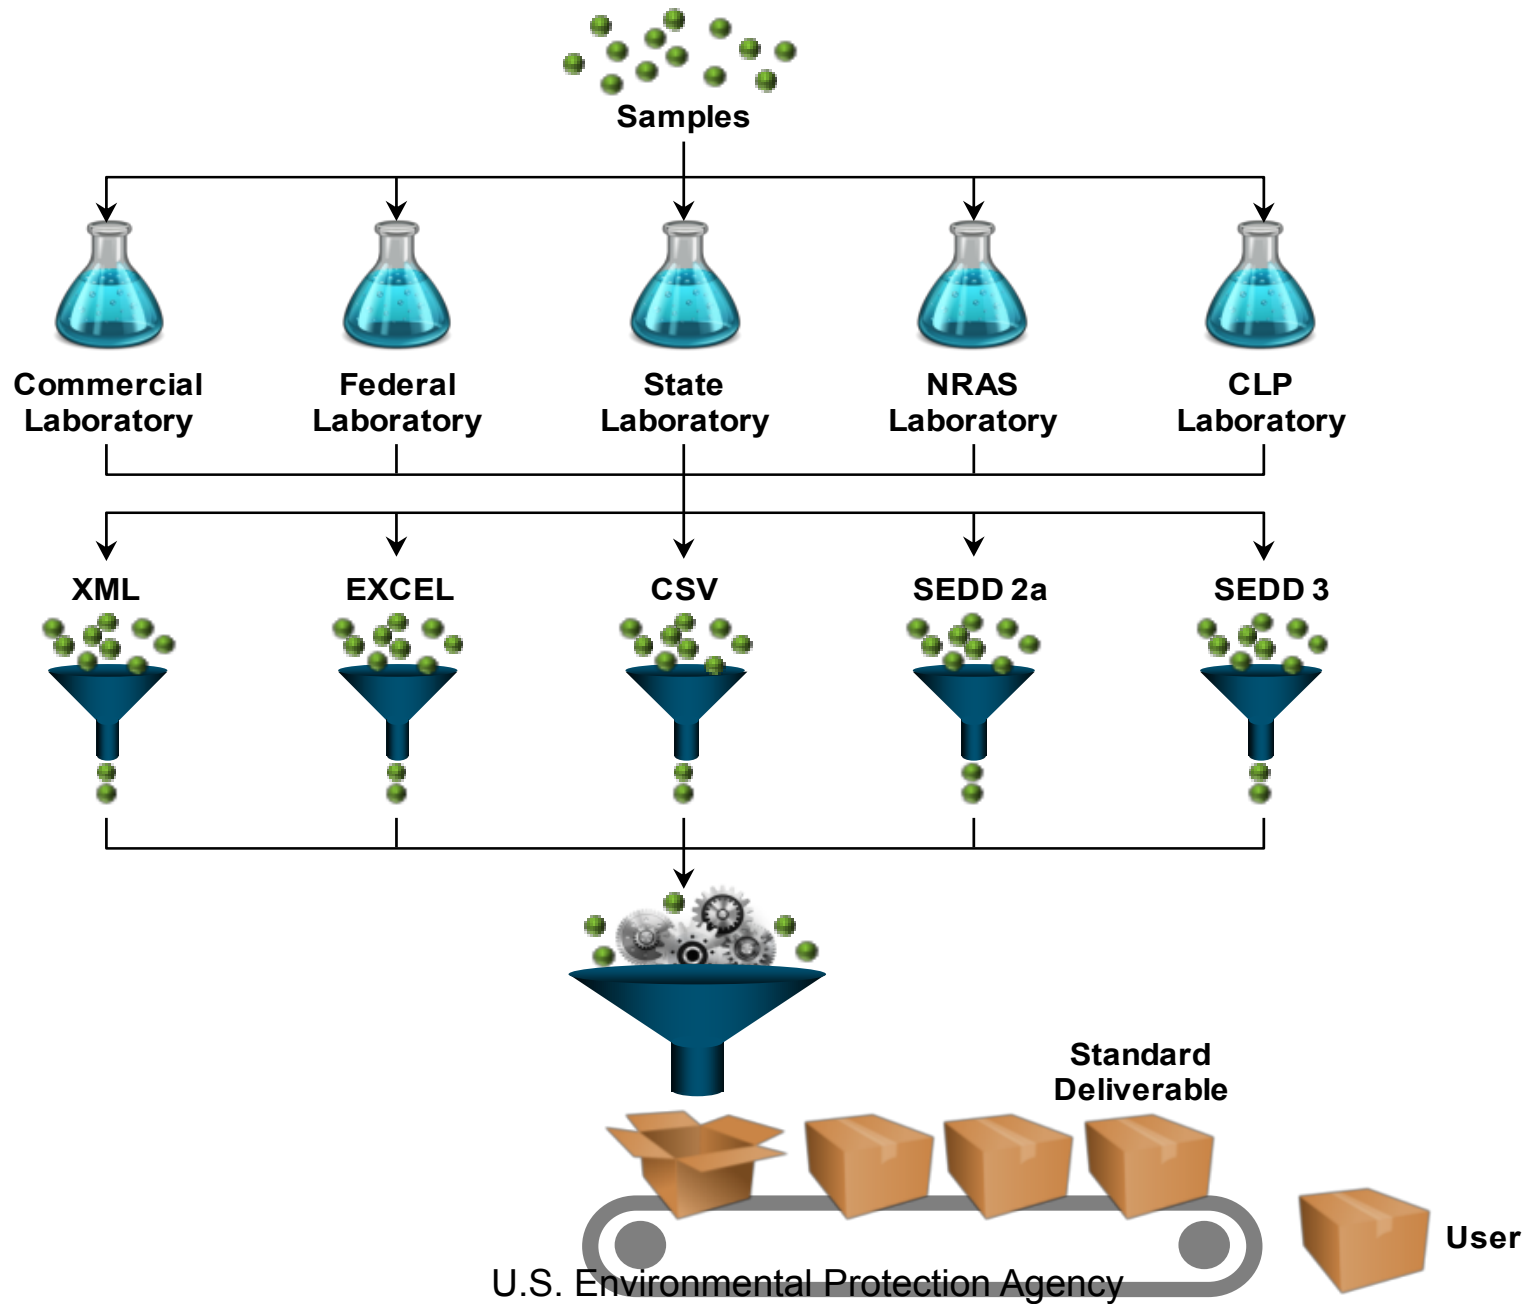 Samples
Commercial
Laboratory
Federal
Laboratory
State
Laboratory
NRAS
Laboratory
CLP
Laboratory
XML
EXCEL
CSV
SEDD 2a
SEDD 3
Standard
Deliverable
User
U.S. Environmental Protection Agency